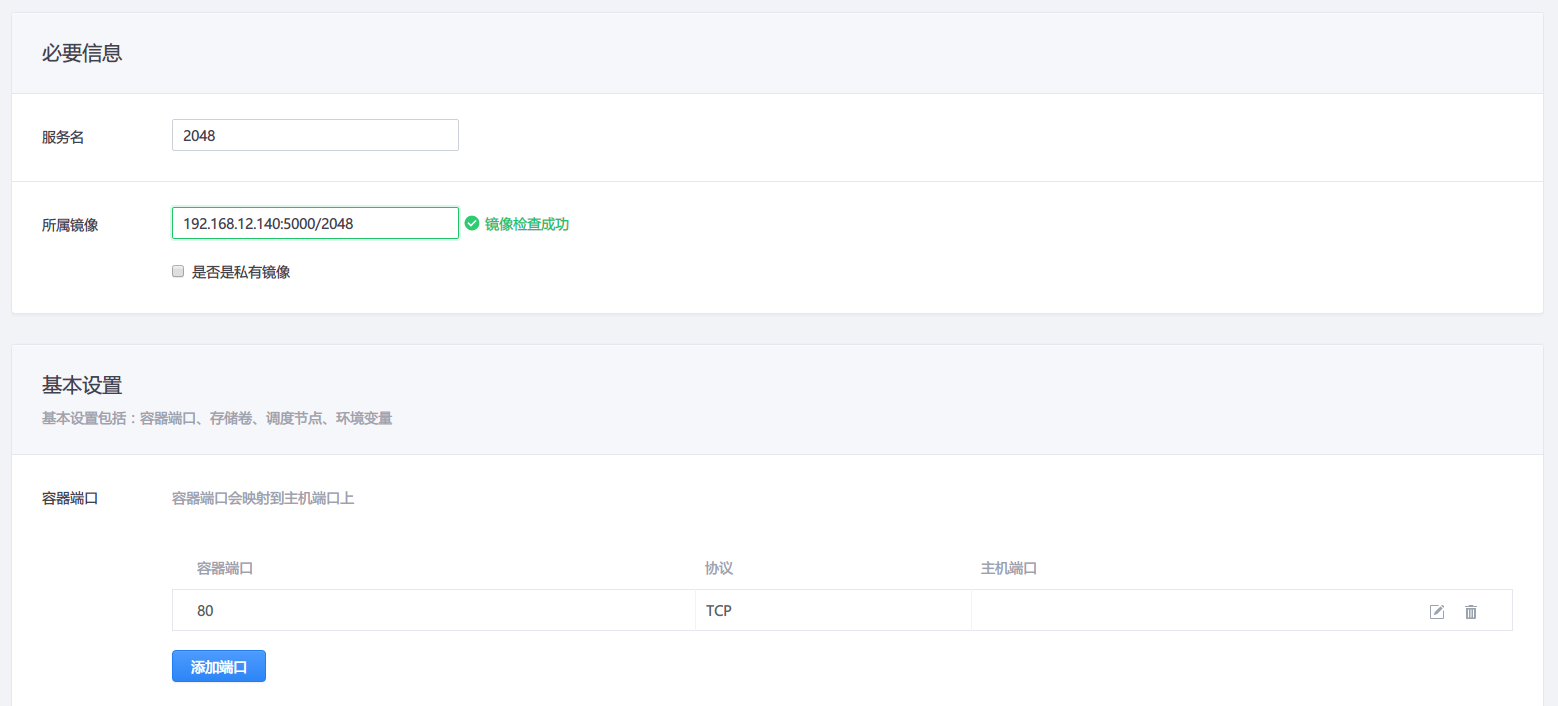 必要信息
服务名
2048
所属镜像
192.168.12.140:5000/2048
镜像检查成功
是否是私有镜像
基本设置
基本设置包括：容器端口、存储卷、调度节点、环境变量
容器端口
容器端口会映射到主机端口上
容器端口 协议 主机端口
80 TCP
添加端口